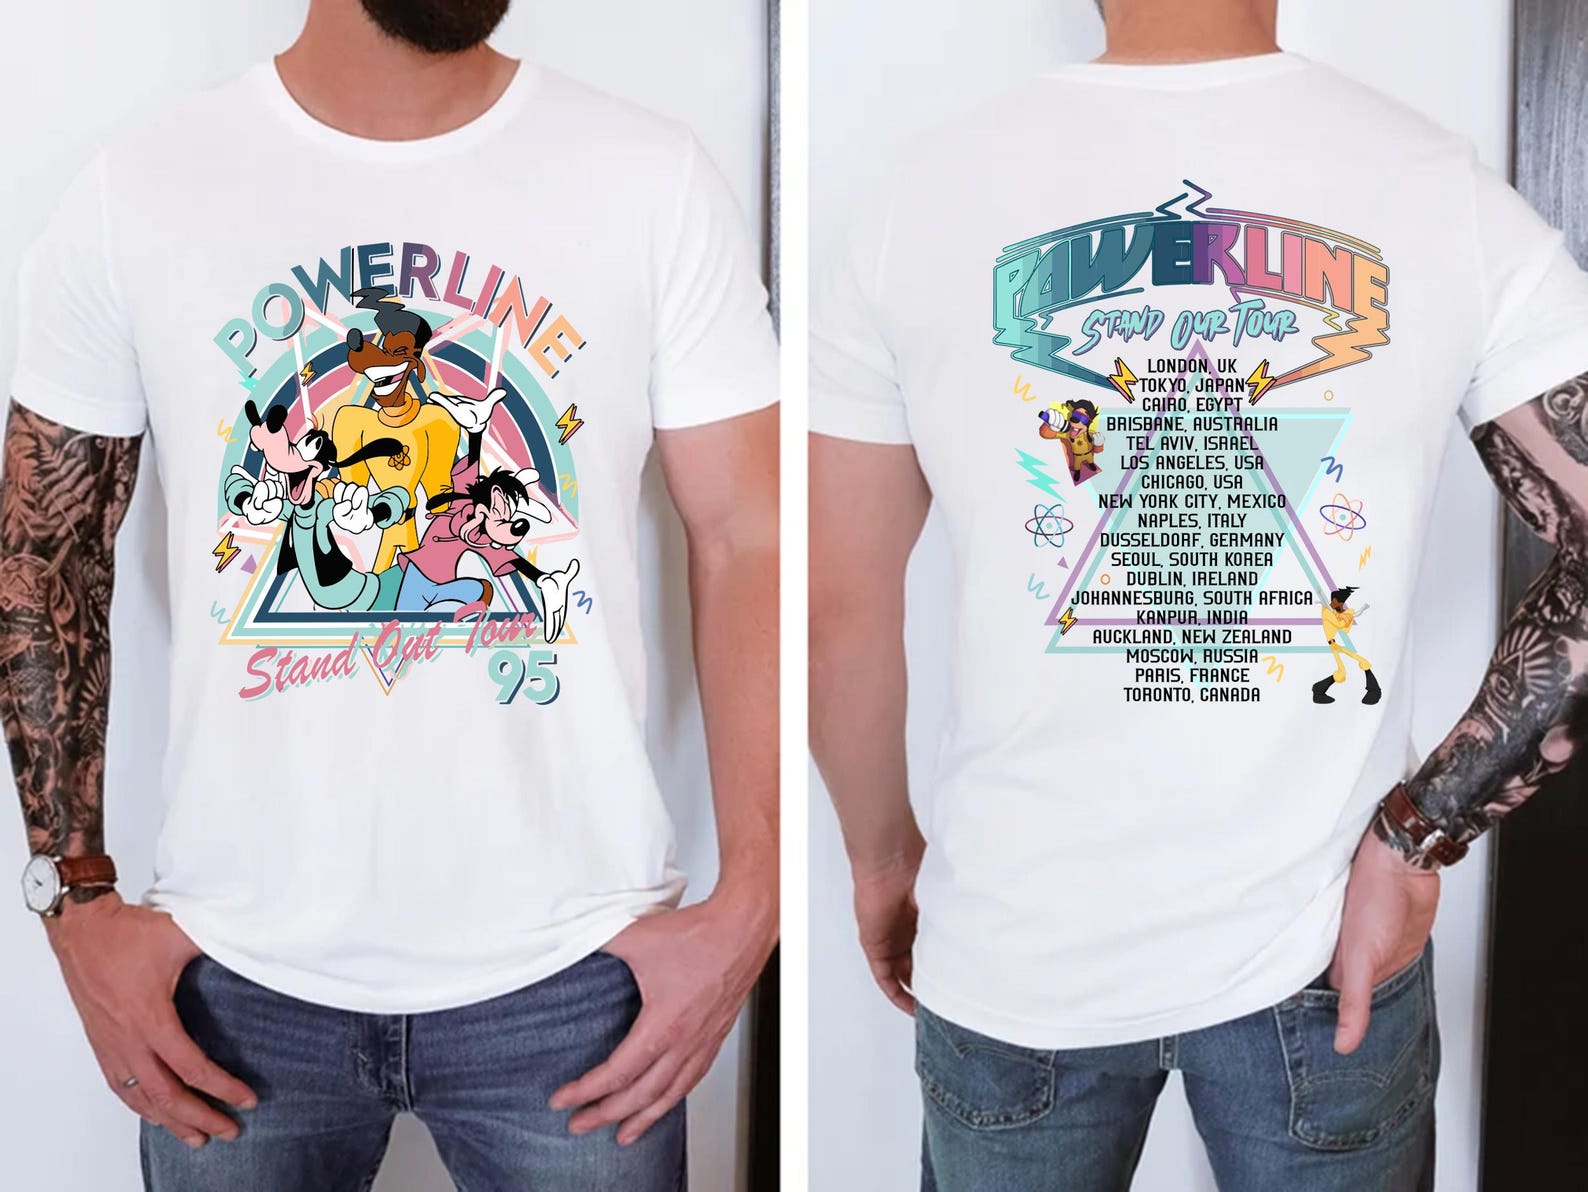 POWERLINE
Stand Out Tour
95
POWERLINE
STAND OUR TOUR
LONDON, UK
TOKYO, JAPAN
CAIRO, EGYPT
BRISBANE, AUSTRALIA
TEL AVIV, ISRAEL
LOS ANGELES, USA
CHICAGO, USA
NEW YORK CITY, MEXICO
NAPLES, ITALY
DUSSELDORF, GERMANY
SEOUL, SOUTH KOREA
DUBLIN, IRELAND
JOHANNESBURG, SOUTH AFRICA
KANPUR, INDIA
AUCKLAND, NEW ZEALAND
MOSCOW, RUSSIA
PARIS, FRANCE
TORONTO, CANADA